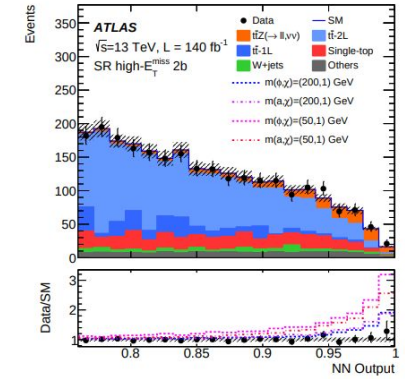 Events
350
300
250
200
150
100
50
0
ATLAS
√s=13 TeV, L = 140 fb⁻¹
SR high-E_T^miss 2b
Data
SM
tt̄Z(→ ll,νν)
tt̄-2L
tt̄-1L
Single-top
W+jets
Others
m(ϕ,χ)=(200,1) GeV
m(a,χ)=(200,1) GeV
m(ϕ,χ)=(50,1) GeV
m(a,χ)=(50,1) GeV
Data/SM
3
2
1
0.8
0.85
0.9
0.95
1
NN Output